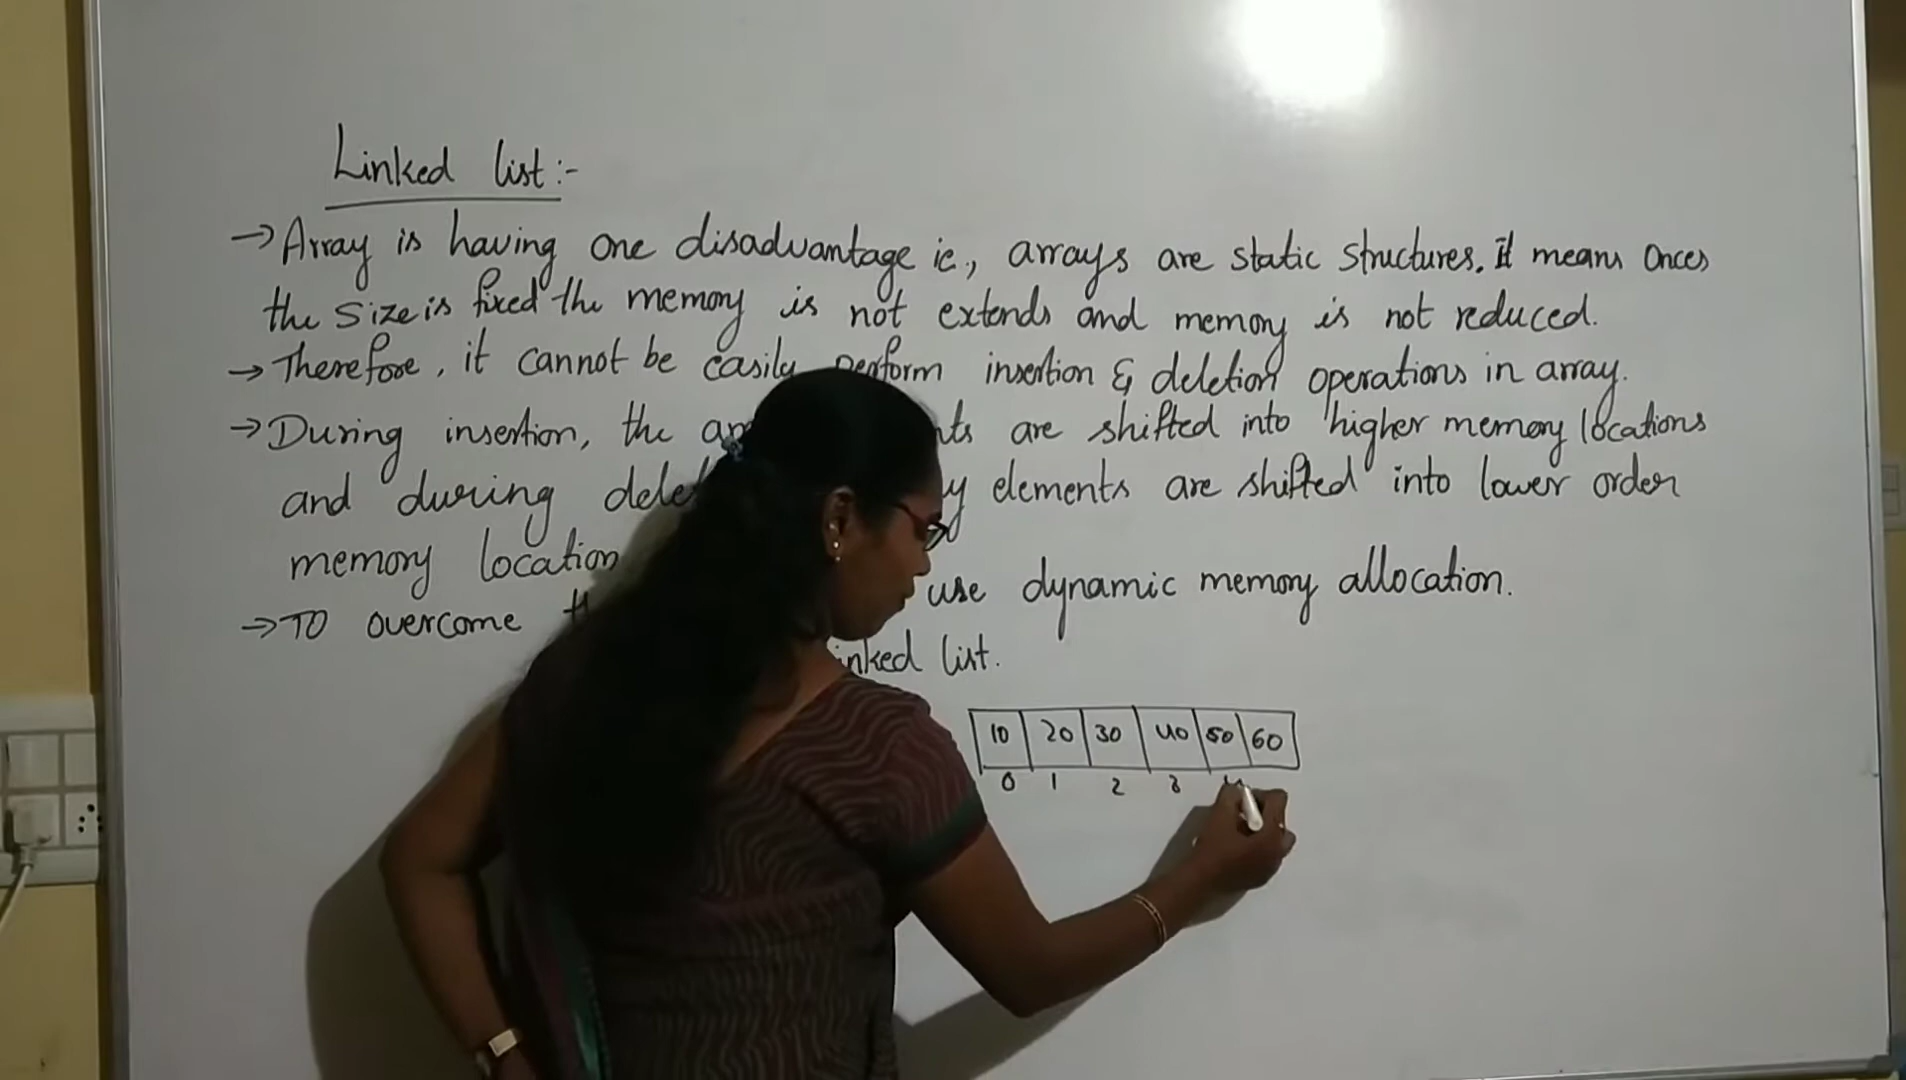 Linked list:-
→Array is having one disadvantage ie., arrays are static structures. it means onces
the size is fixed the memory is not extends and memory is not reduced.
→Therefore, it cannot be easily perform insertion & deletion operations in array.
→During insertion, the are shifted into higher memory locations
and during elements are shifted into lower order
memory location
→TO overcome use dynamic memory allocation.
list.
10 20 30 40 50 60
0 1 2 3 4